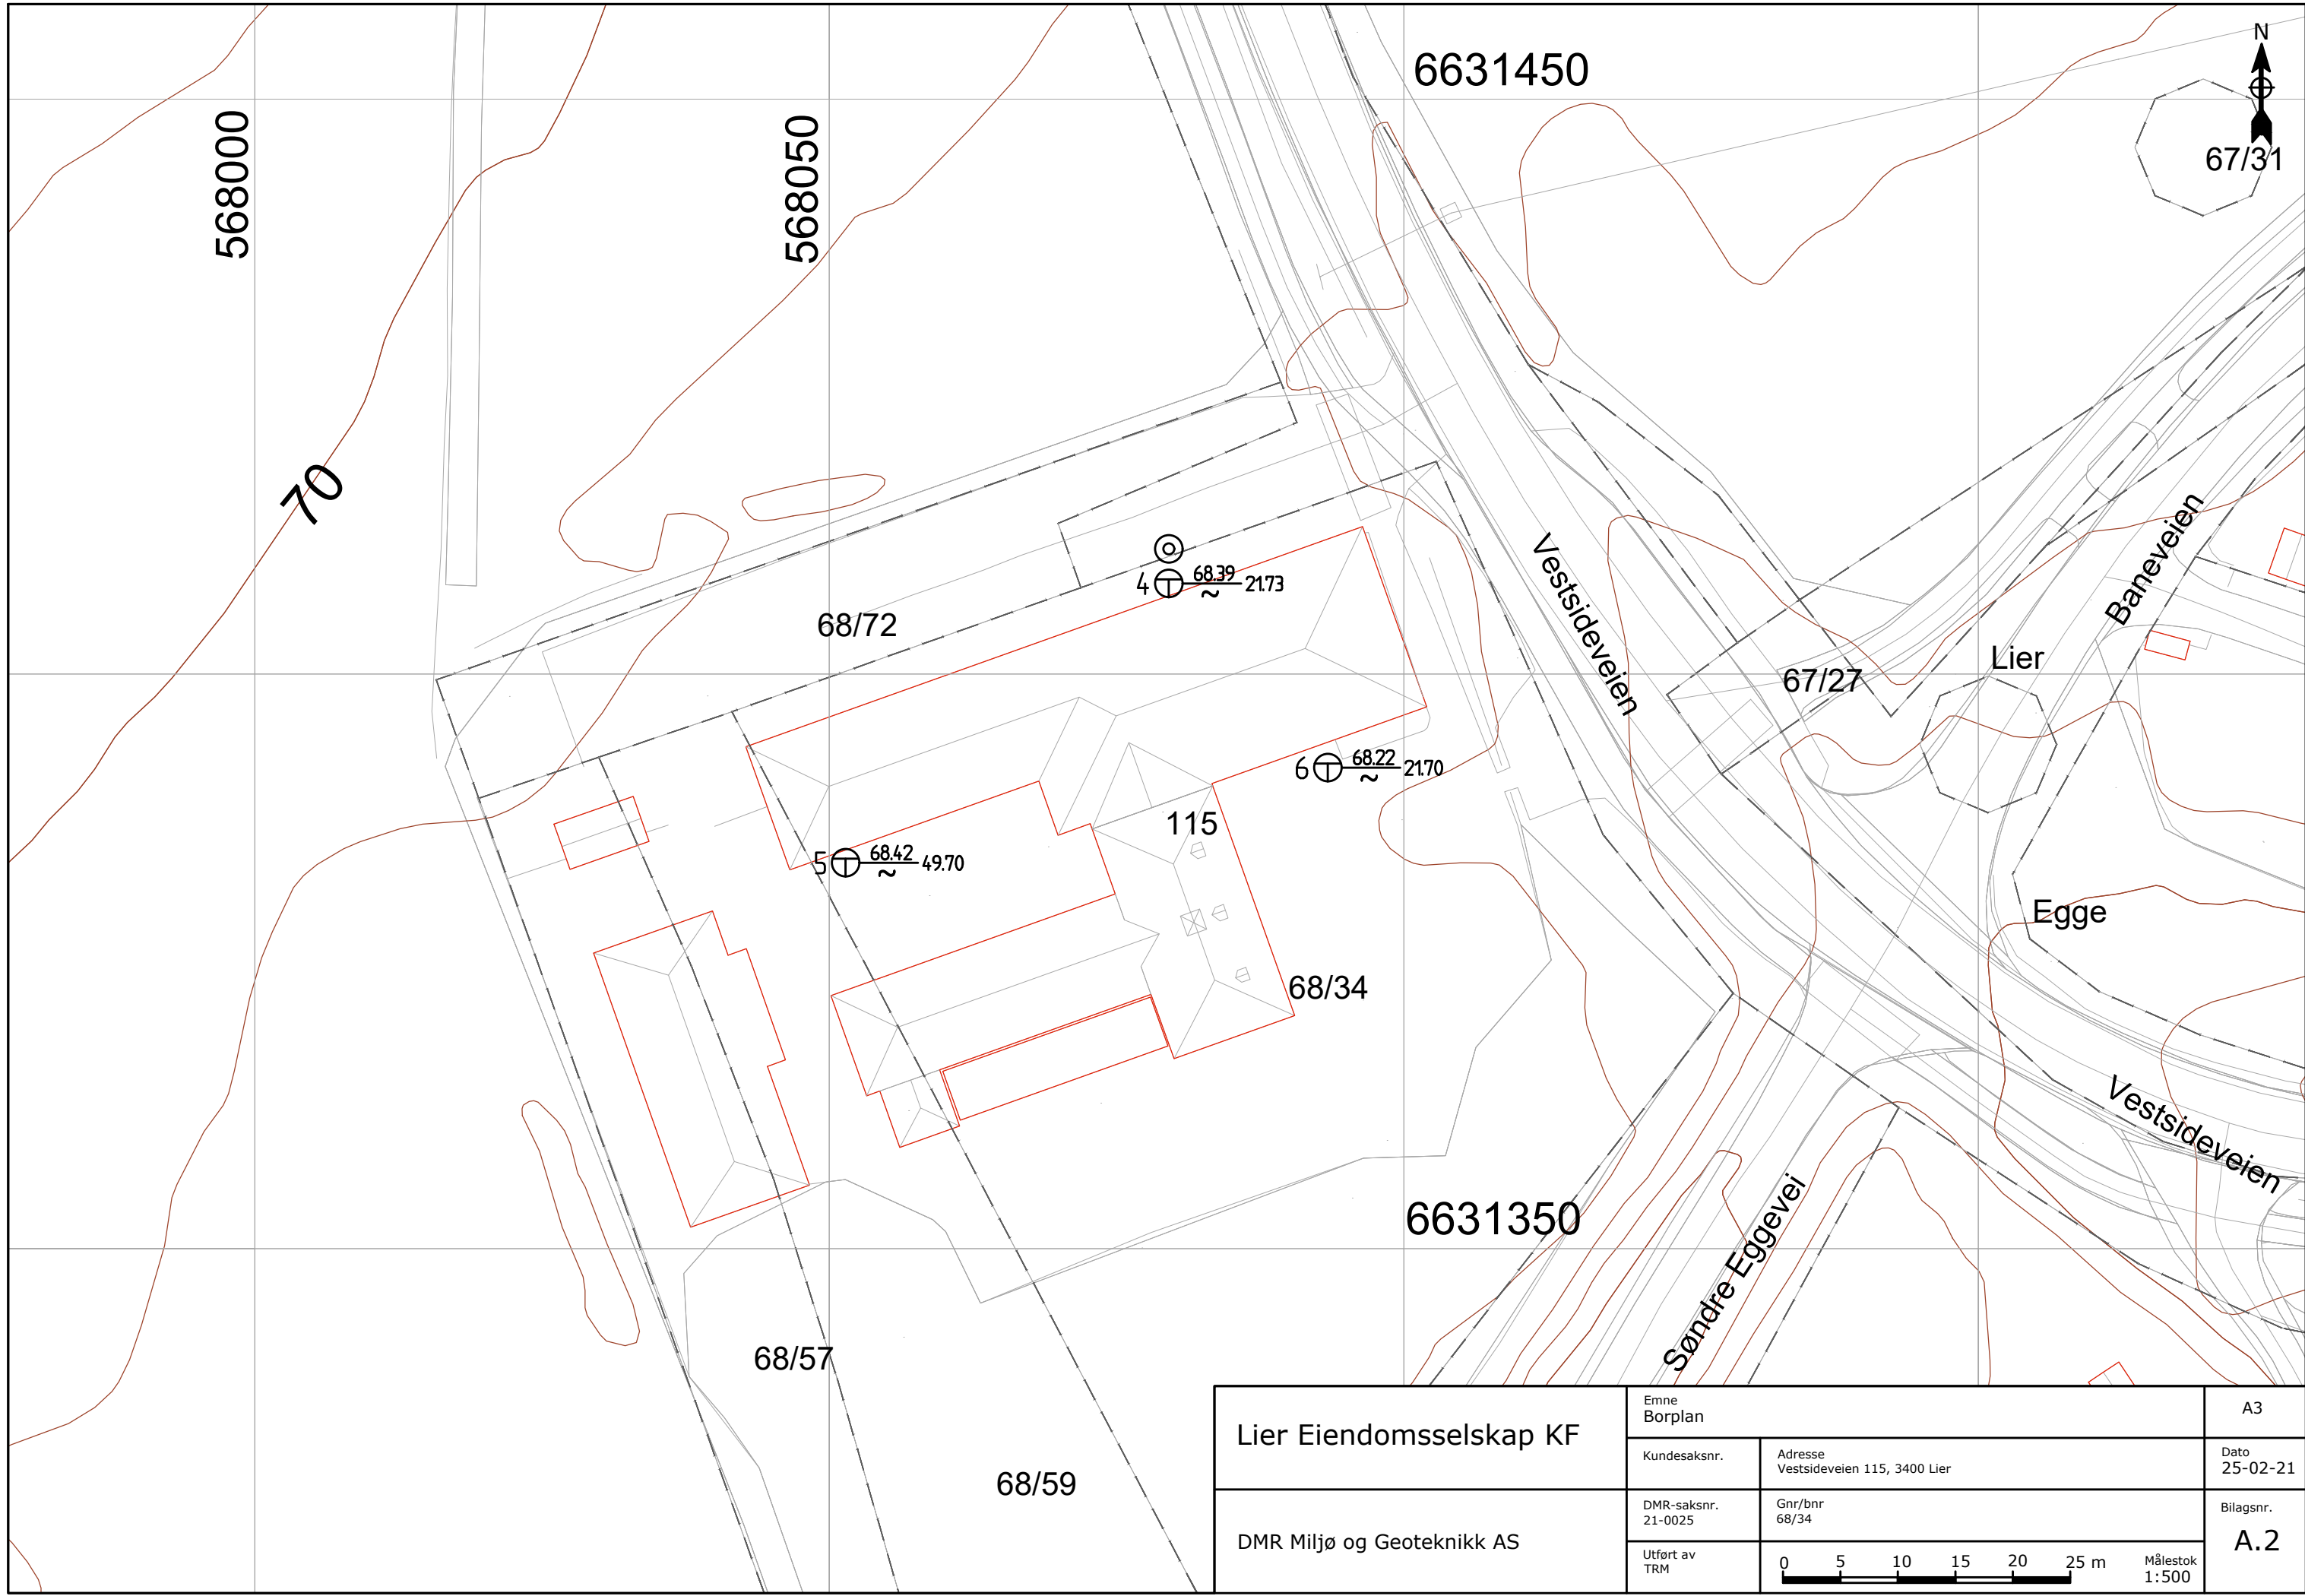 N
6631450
568000
568050
67/31
70
Vestsideveien
Baneveien
4 68.39 21.73
~
68/72
Lier
67/27
6 68.22 21.70
~
115
5 68.42 49.70
~
Egge
68/34
Vestsideveien
6631350
Søndre Eggevei
68/57
68/59
Lier Eiendomsselskap KF
Emne
Borplan
A3
Kundesaksnr.
Adresse
Vestsideveien 115, 3400 Lier
Dato
25-02-21
DMR Miljø og Geoteknikk AS
DMR-saksnr.
21-0025
Gnr/bnr
68/34
Bilagsnr.
A.2
Utført av
TRM
0 5 10 15 20 25 m
Målestok
1:500